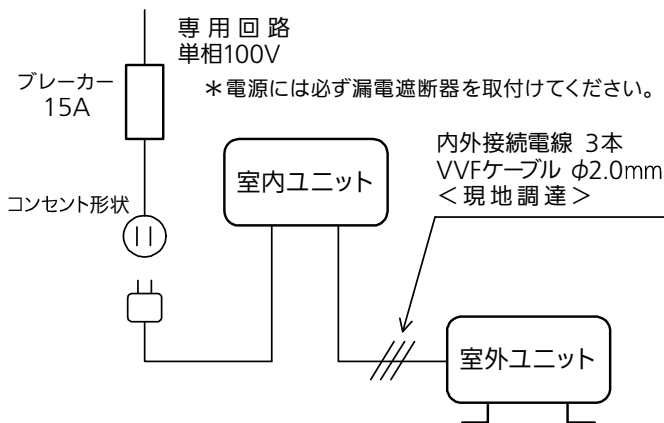 専用回路
単相100V
ブレーカー
15A
＊電源には必ず漏電遮断器を取付けてください。
内外接続電線 3本
VVFケーブル φ2.0mm
＜現地調達＞
室内ユニット
コンセント形状
室外ユニット